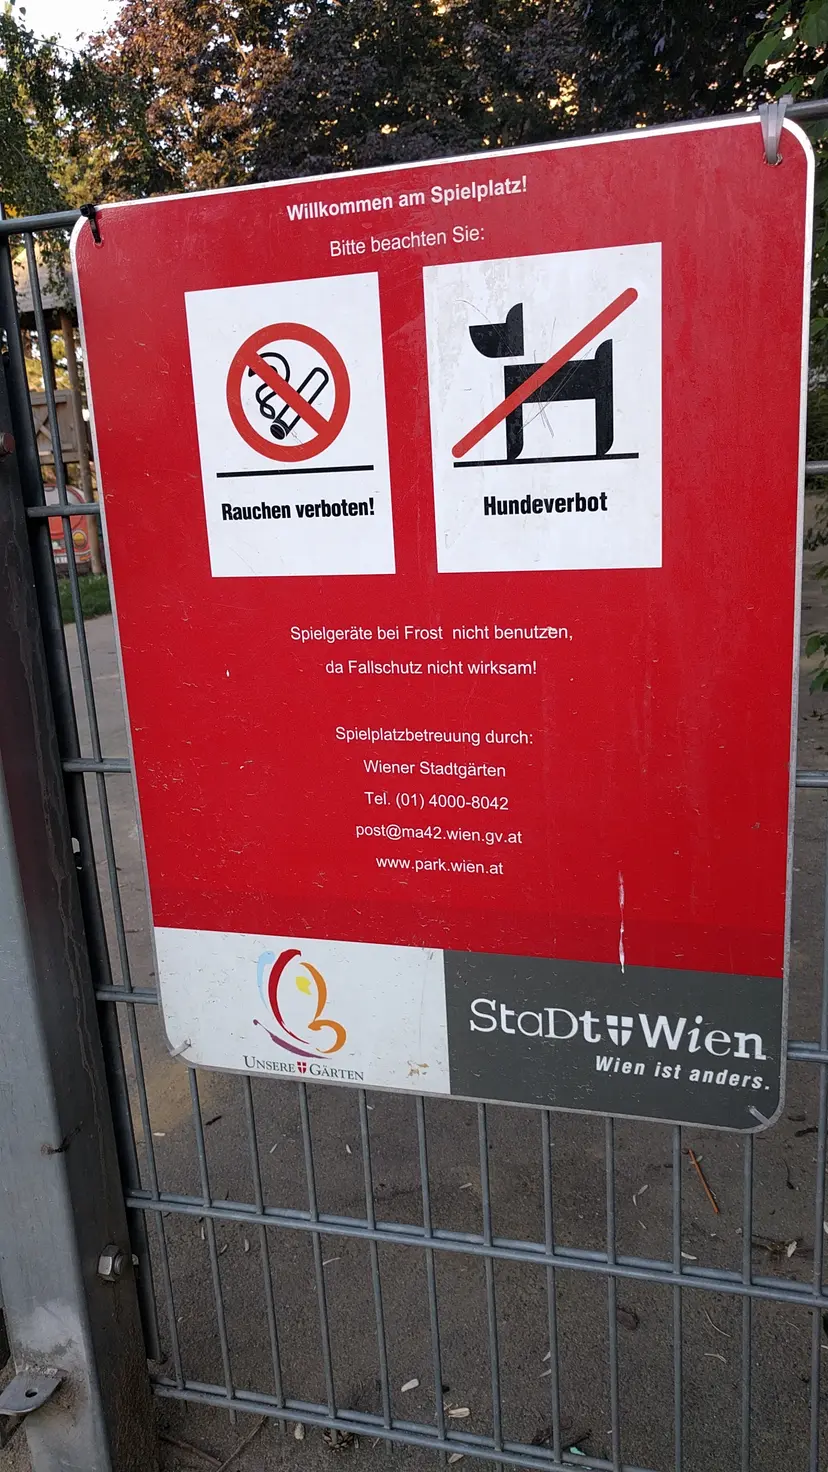 Willkommen am Spielplatz!
Bitte beachten Sie:
Rauchen verboten!
Hundeverbot
Spielgeräte bei Frost nicht benutzen,
da Fallschutz nicht wirksam!
Spielplatzbetreuung durch:
Wiener Stadtgärten
Tel. (01) 4000-8042
post@ma42.wien.gv.at
www.park.wien.at
UNSERE GÄRTEN
StaDt Wien
Wien ist anders.